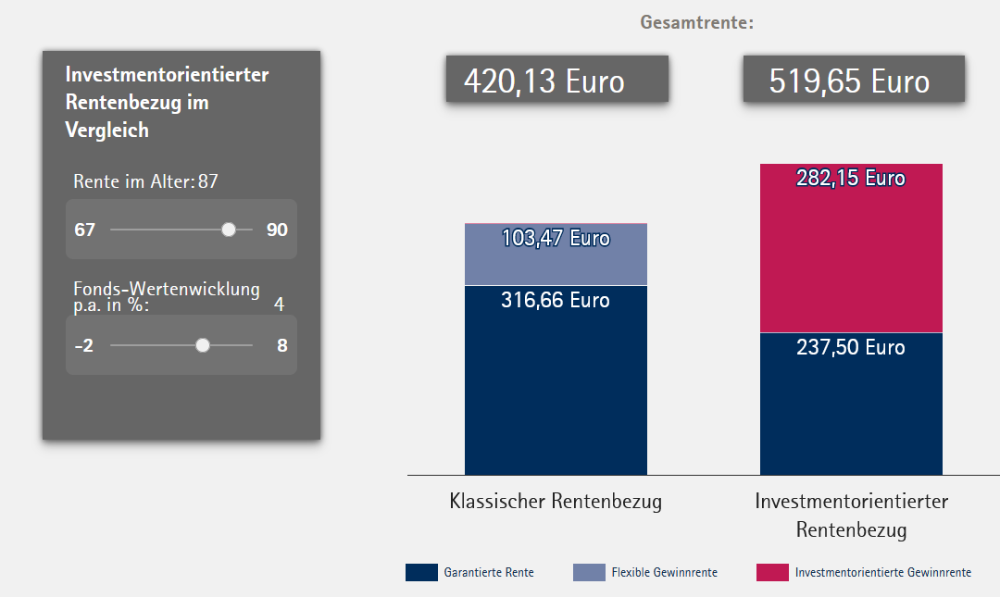 Investmentorientierter
Rentenbezug im
Vergleich
Rente im Alter: 87
67 90
Fonds-Wertenwicklung
p.a. in %: 4
-2 8
Gesamtrente:
420,13 Euro 519,65 Euro
282,15 Euro
103,47 Euro
316,66 Euro
237,50 Euro
Klassischer Rentenbezug
Investmentorientierter
Rentenbezug
Garantierte Rente Flexible Gewinnrente Investmentorientierte Gewinnrente